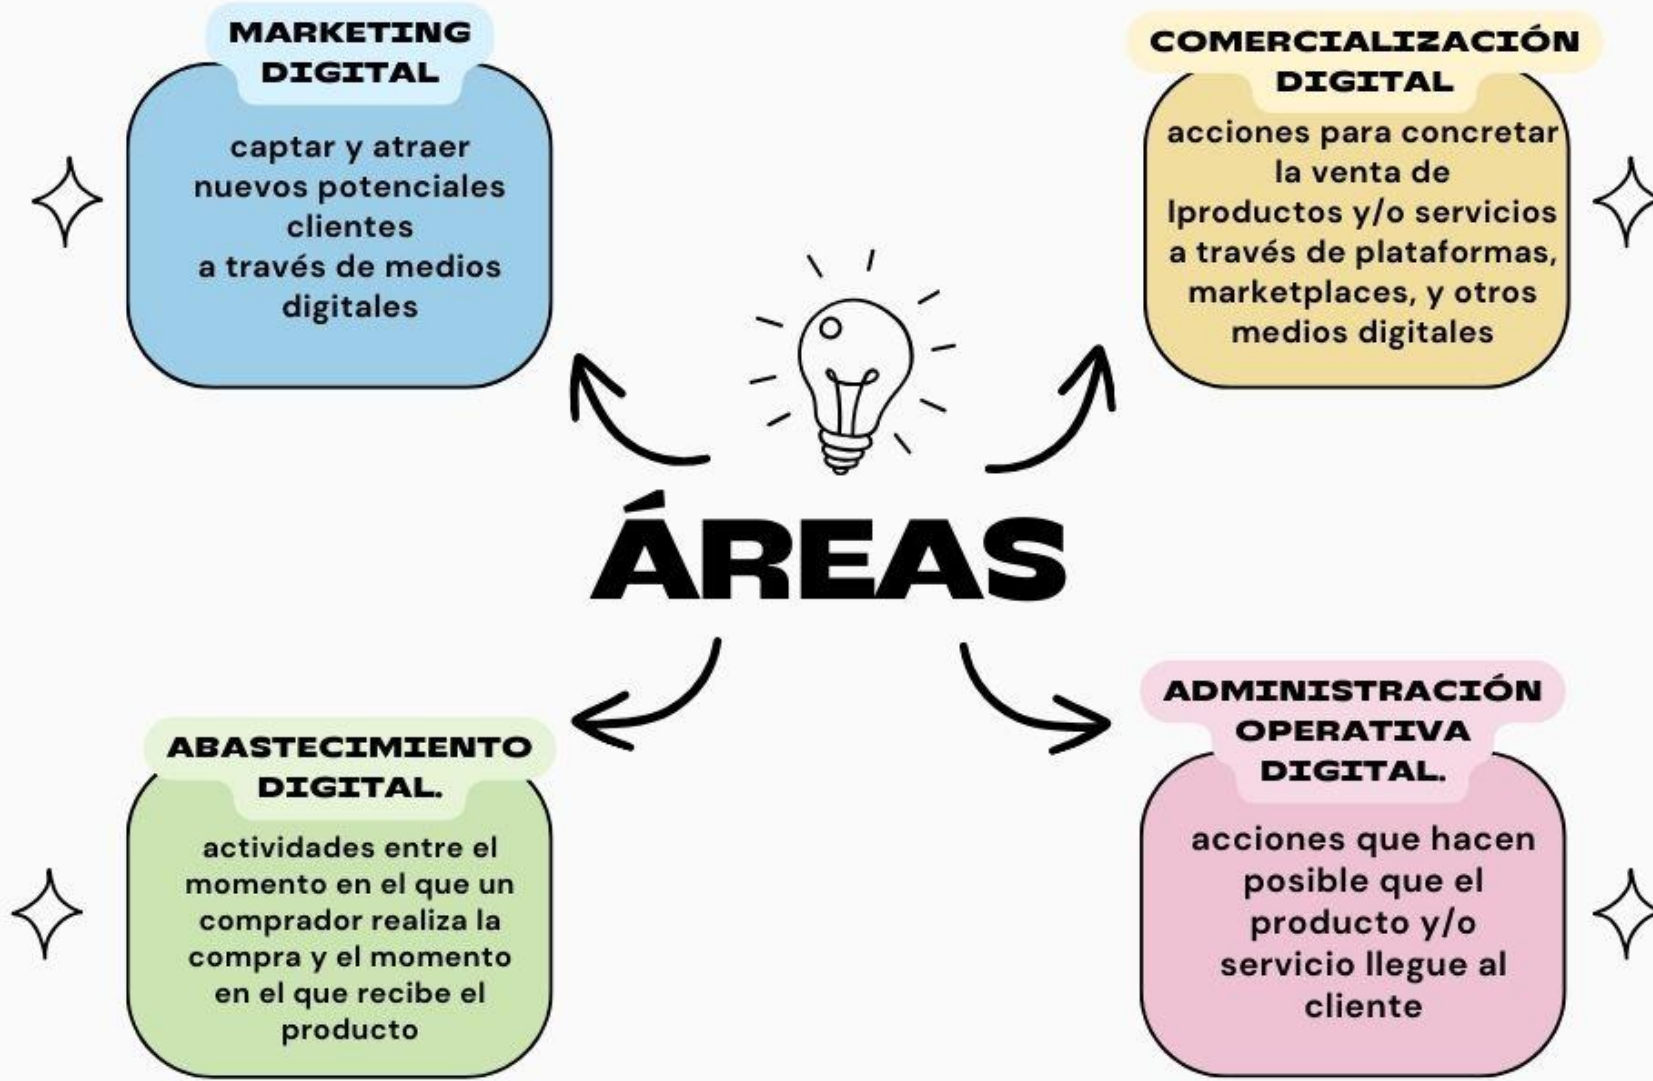 MARKETING
DIGITAL
captar y atraer
nuevos potenciales
clientes
a través de medios
digitales
COMERCIALIZACIÓN
DIGITAL
acciones para concretar
la venta de
lproductos y/o servicios
a través de plataformas,
marketplaces, y otros
medios digitales
ÁREAS
ABASTECIMIENTO
DIGITAL.
actividades entre el
momento en el que un
comprador realiza la
compra y el momento
en el que recibe el
producto
ADMINISTRACIÓN
OPERATIVA
DIGITAL.
acciones que hacen
posible que el
producto y/o
servicio llegue al
cliente